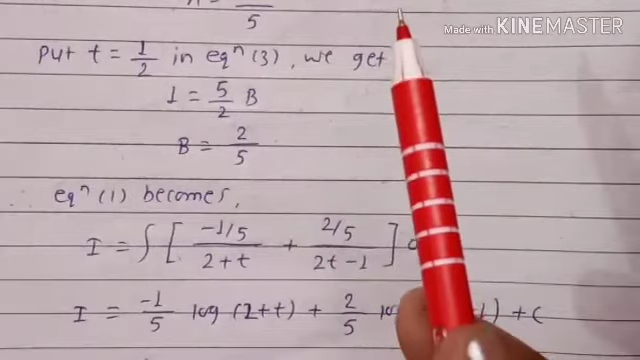 5
Made with KINEMASTER
Put t = 1/2 in eqⁿ (3), we get
1 = 5/2 B
B = 2/5
∴ eqⁿ (1) becomes,
I = ∫ [ (-1/5)/(2+t) + (2/5)/(2t-1) ]
I = -1/5 log (2+t) + 2/5 ) + C